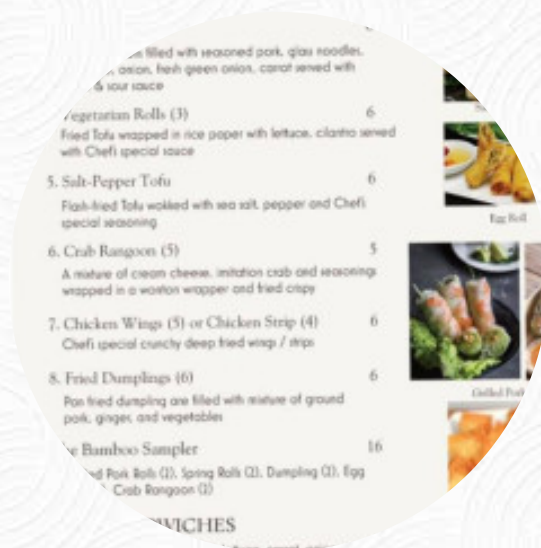 filled with seasoned pork, glass noodles,
onion, fresh green onion, carrot served with
& sour sauce
Vegetarian Rolls (3) 6
Fried Tofu wrapped in rice paper with lettuce, cilantro served
with Chefs special sauce
5. Salt-Pepper Tofu 6
Flash-fried Tofu wokked with sea salt, pepper and Chefs
special seasoning
6. Crab Rangoon (5) 5
A mixture of cream cheese, imitation crab and seasonings
wrapped in a wonton wrapper and fried crispy
7. Chicken Wings (5) or Chicken Strip (4) 6
Chefs special crunchy deep fried wings / strips
8. Fried Dumplings (6) 6
Pan fried dumpling are filled with mixture of ground
pork, ginger, and vegetables
Bamboo Sampler 16
Pork Rolls (2), Spring Rolls (2), Dumpling (2), Egg
Crab Rangoon (2)
WICHES
Egg Roll
Grilled Pork